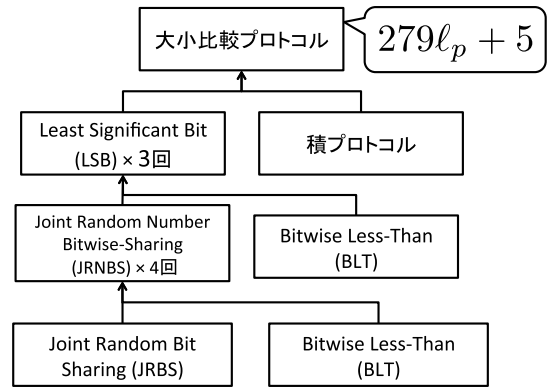 大小比較プロトコル
279ℓ_p + 5
Least Significant Bit
(LSB) × 3回
積プロトコル
Joint Random Number
Bitwise-Sharing
(JRNBS) × 4回
Bitwise Less-Than
(BLT)
Joint Random Bit
Sharing (JRBS)
Bitwise Less-Than
(BLT)